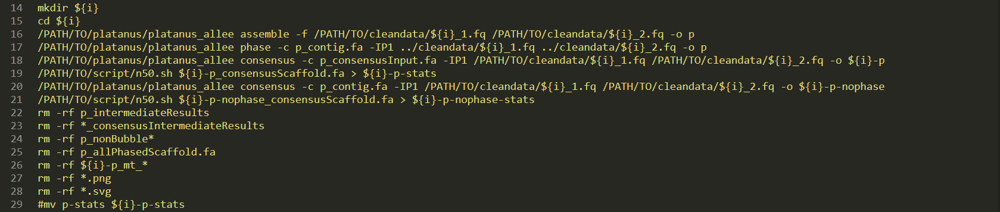 14 mkdir ${i}
15 cd ${i}
16 /PATH/TO/platanus/platanus_allee assemble -f /PATH/TO/cleandata/${i}_1.fq /PATH/TO/cleandata/${i}_2.fq -o p
17 /PATH/TO/platanus/platanus_allee phase -c p_contig.fa -IP1 ../cleandata/${i}_1.fq ../cleandata/${i}_2.fq -o p
18 /PATH/TO/platanus/platanus_allee consensus -c p_consensusInput.fa -IP1 /PATH/TO/cleandata/${i}_1.fq /PATH/TO/cleandata/${i}_2.fq -o ${i}-p
19 /PATH/TO/script/n50.sh ${i}-p_consensusScaffold.fa > ${i}-p-stats
20 /PATH/TO/platanus/platanus_allee consensus -c p_contig.fa -IP1 /PATH/TO/cleandata/${i}_1.fq /PATH/TO/cleandata/${i}_2.fq -o ${i}-p-nophase
21 /PATH/TO/script/n50.sh ${i}-p-nophase_consensusScaffold.fa > ${i}-p-nophase-stats
22 rm -rf p_intermediateResults
23 rm -rf *_consensusIntermediateResults
24 rm -rf p_nonBubble*
25 rm -rf p_allPhasedScaffold.fa
26 rm -rf ${i}-p_mt_*
27 rm -rf *.png
28 rm -rf *.svg
29 #mv p-stats ${i}-p-stats